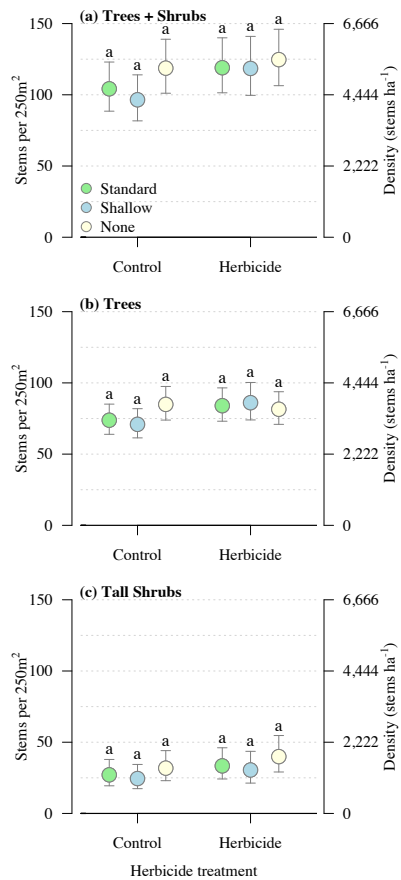 (a) Trees + Shrubs
150
6,666
a a a a a a
100
4,444
50
2,222
0
0
Stems per 250m²
Density (stems ha⁻¹)
Standard
Shallow
None
Control Herbicide
(b) Trees
150
6,666
a a a a a a
100
4,444
50
2,222
0
0
Stems per 250m²
Density (stems ha⁻¹)
Control Herbicide
(c) Tall Shrubs
150
6,666
100
4,444
a a a a a a
50
2,222
0
0
Stems per 250m²
Density (stems ha⁻¹)
Control Herbicide
Herbicide treatment